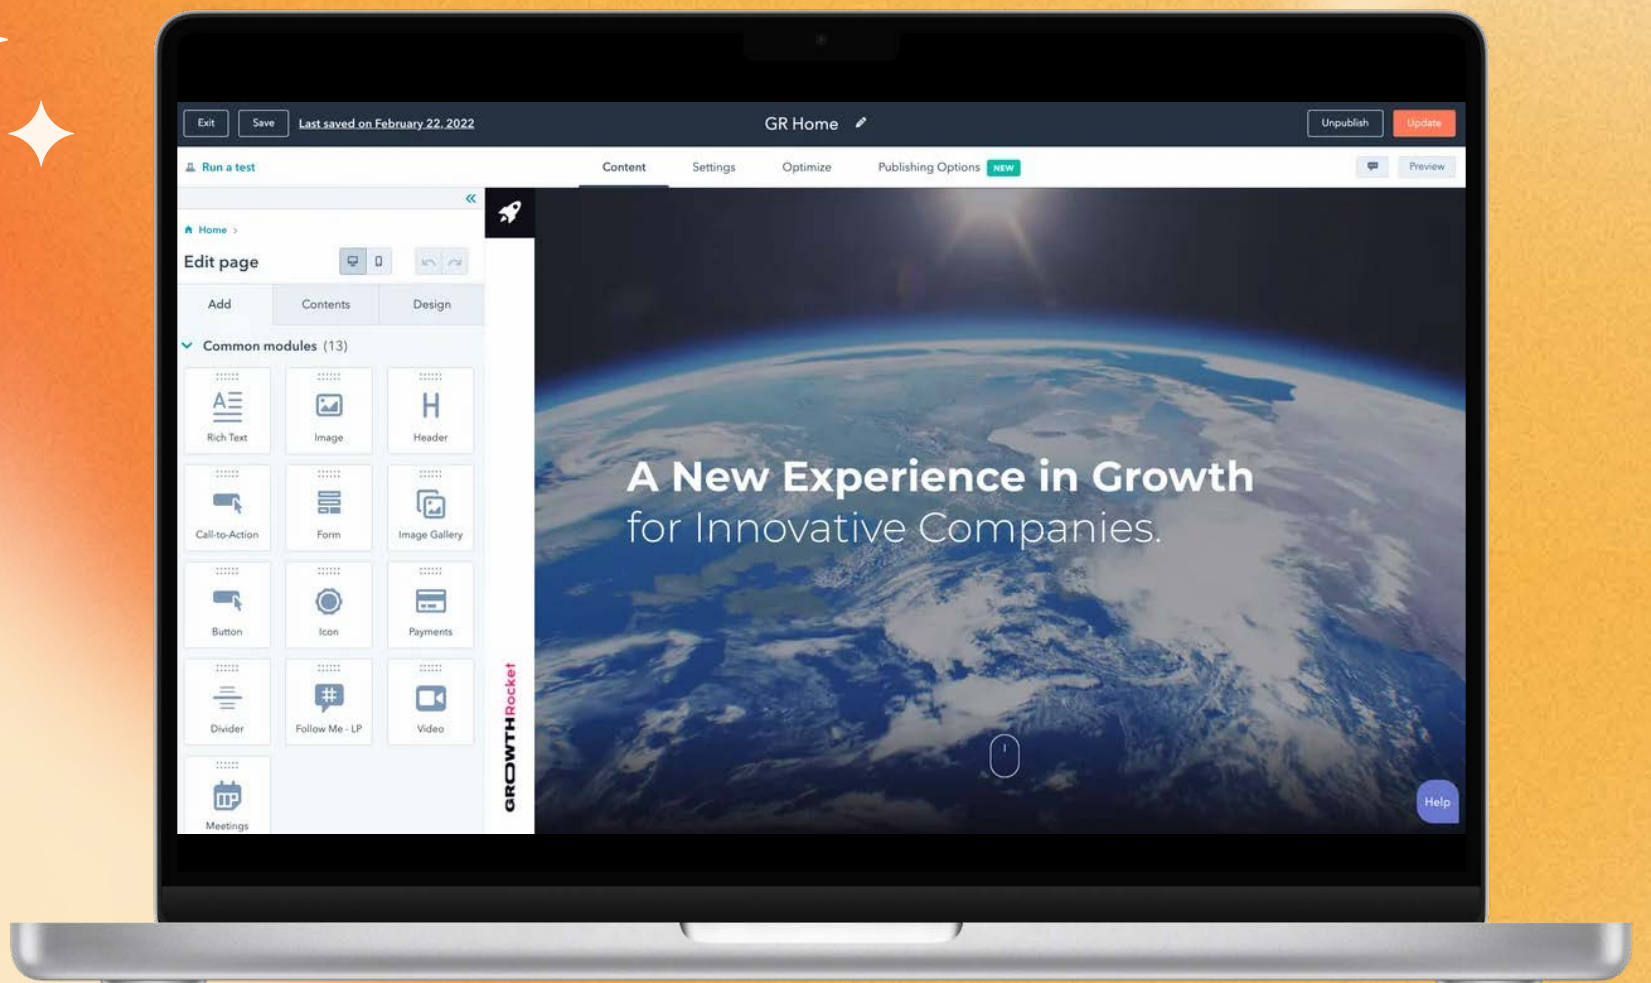 Exit Save Last saved on February 22, 2022 GR Home Unpublish Update
Run a test Content Settings Optimize Publishing Options NEW Preview
Home >
Edit page
Add Contents Design
Common modules (13)
Rich Text Image Header
Call-to-Action Form Image Gallery
Button Icon Payments
Divider Follow Me - LP Video
Meetings
GROWTHRocket
A New Experience in Growth
for Innovative Companies.
Help